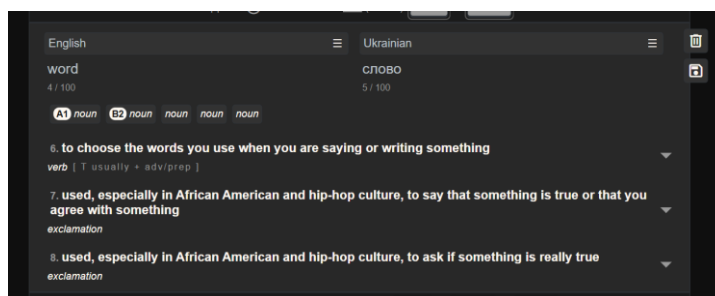 English ☰ Ukrainian ☰
word слово
4 / 100 5 / 100
A1 noun B2 noun noun noun noun
6. to choose the words you use when you are saying or writing something
verb [ T usually + adv/prep ]
7. used, especially in African American and hip-hop culture, to say that something is true or that you
agree with something
exclamation
8. used, especially in African American and hip-hop culture, to ask if something is really true
exclamation